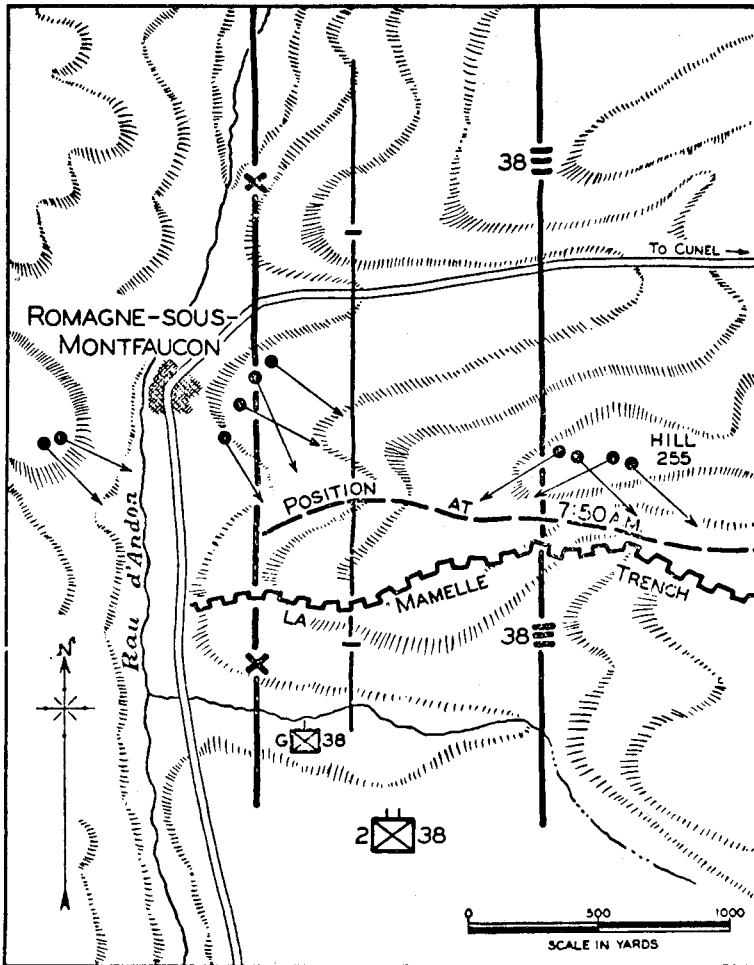 38
TO CUNEL
ROMAGNE-SOUS-
MONTFAUCON
HILL
255
POSITION AT 7:50 A.M.
LA MAMELLE TRENCH
Rau d'Andon
38
N
G 38
2 38
0 500 1000
SCALE IN YARDS